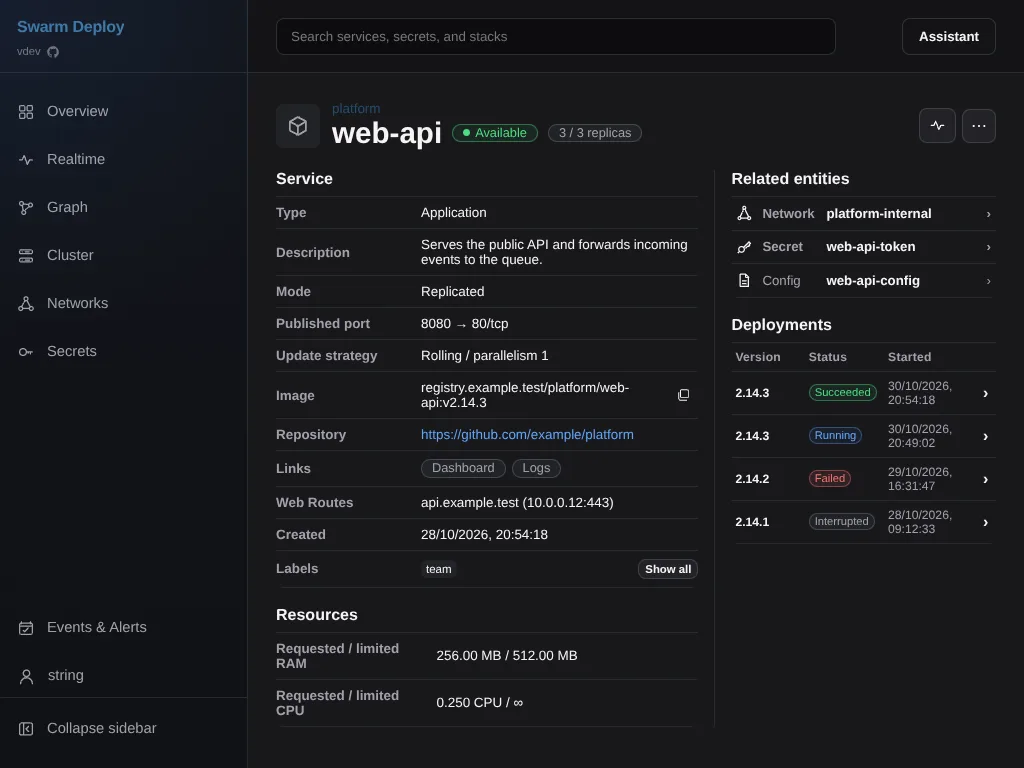 Swarm Deploy
vdev
Search services, secrets, and stacks
Assistant
Overview
Realtime
Graph
Cluster
Networks
Secrets
Events & Alerts
string
Collapse sidebar
platform
web-api
Available
3 / 3 replicas
Service
Type Application
Description Serves the public API and forwards incoming
events to the queue.
Mode Replicated
Published port 8080 → 80/tcp
Update strategy Rolling / parallelism 1
Image registry.example.test/platform/web-
api:v2.14.3
Repository https://github.com/example/platform
Links Dashboard Logs
Web Routes api.example.test (10.0.0.12:443)
Created 28/10/2026, 20:54:18
Labels team Show all
Resources
Requested / limited
RAM
256.00 MB / 512.00 MB
Requested / limited
CPU
0.250 CPU / ∞
Related entities
Network platform-internal ›
Secret web-api-token ›
Config web-api-config ›
Deployments
Version Status Started
2.14.3 Succeeded 30/10/2026,
20:54:18 ›
2.14.3 Running 30/10/2026,
20:49:02 ›
2.14.2 Failed 29/10/2026,
16:31:47 ›
2.14.1 Interrupted 28/10/2026,
09:12:33 ›